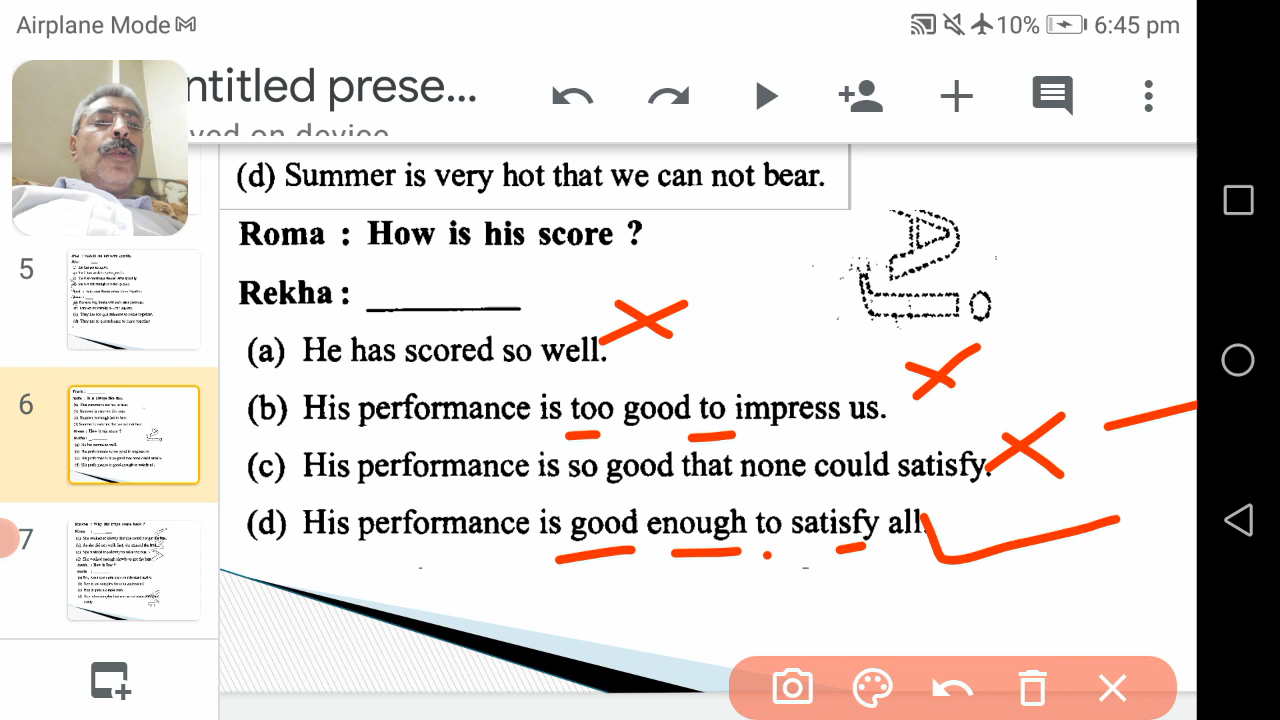 Airplane Mode 10% 6:45 pm
ntitled prese...
ved on device
(d) Summer is very hot that we can not bear.
Roma : How is his score ?
Rekha : ________
(a) He has scored so well.
(b) His performance is too good to impress us.
(c) His performance is so good that none could satisfy.
(d) His performance is good enough to satisfy all.
5
6
7